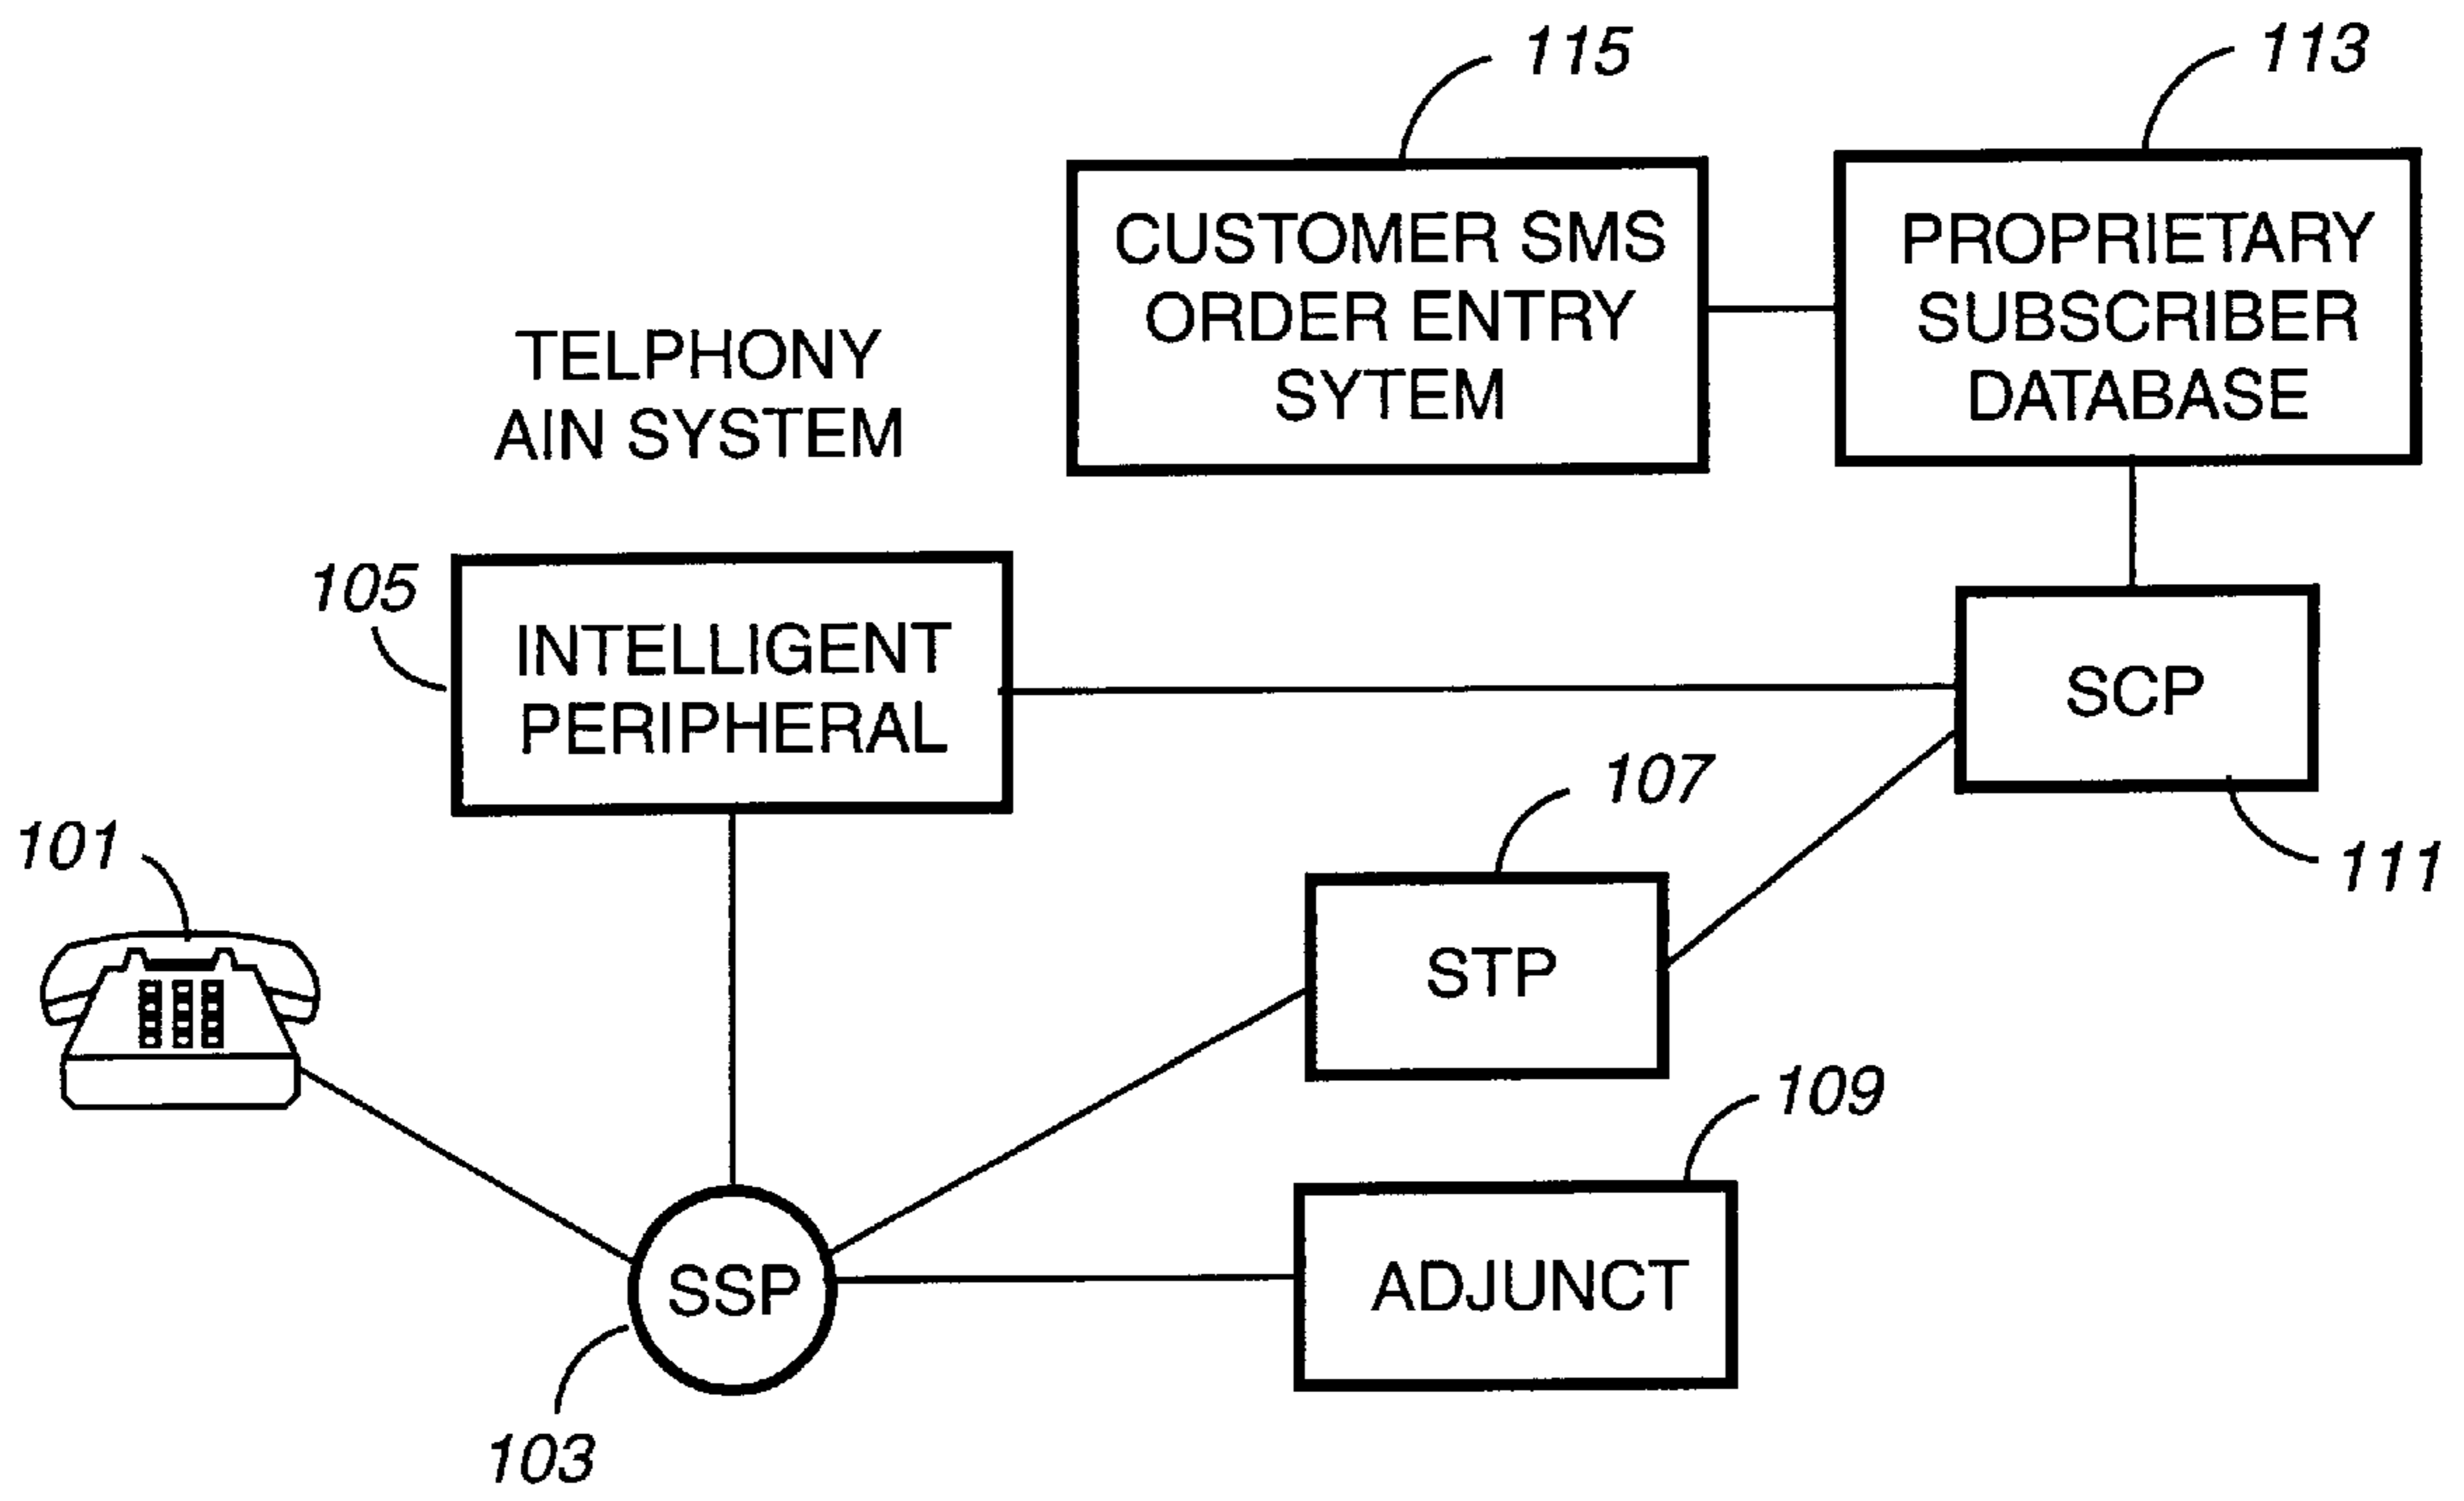 115
113
CUSTOMER SMS
ORDER ENTRY
SYTEM
PROPRIETARY
SUBSCRIBER
DATABASE
TELPHONY
AIN SYSTEM
105
INTELLIGENT
PERIPHERAL
SCP
107
111
101
STP
109
SSP
ADJUNCT
103